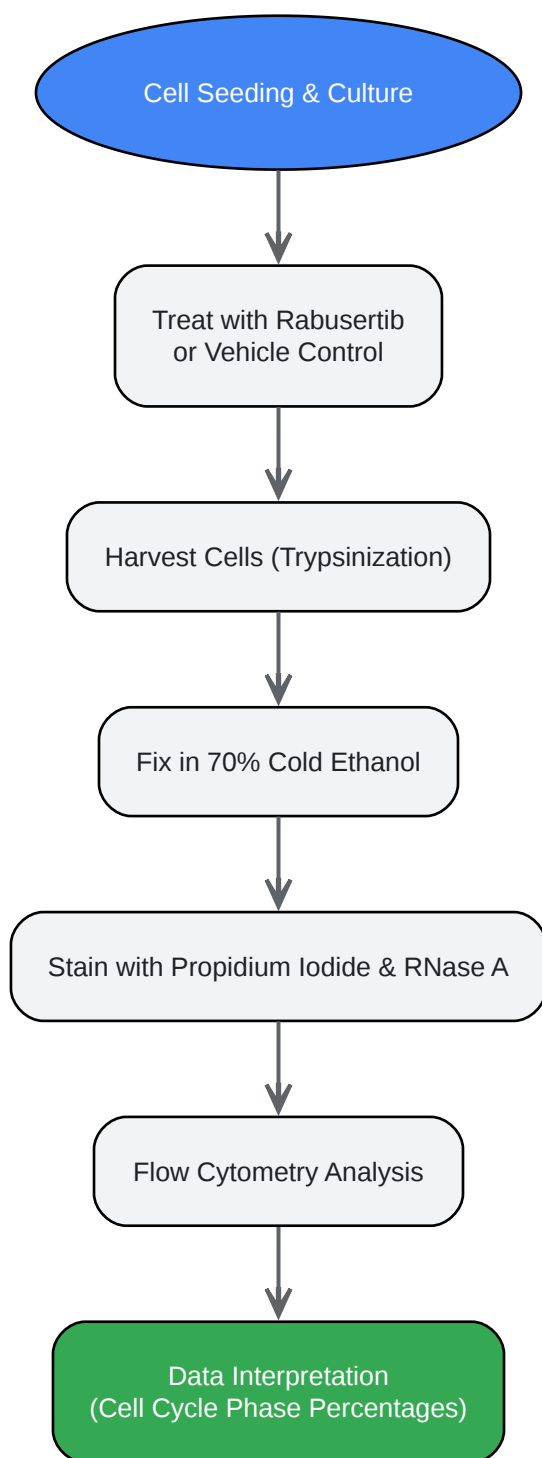 Cell Seeding & Culture
Treat with Rabusertib
or Vehicle Control
Harvest Cells (Trypsinization)
Fix in 70% Cold Ethanol
Stain with Propidium Iodide & RNase A
Flow Cytometry Analysis
Data Interpretation
(Cell Cycle Phase Percentages)